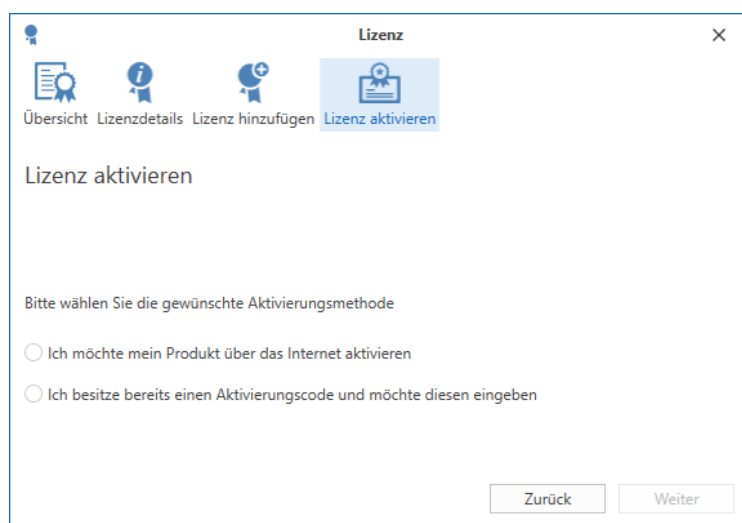 Lizenz
Übersicht Lizenzdetails Lizenz hinzufügen Lizenz aktivieren
Lizenz aktivieren
Bitte wählen Sie die gewünschte Aktivierungsmethode
Ich möchte mein Produkt über das Internet aktivieren
Ich besitze bereits einen Aktivierungscode und möchte diesen eingeben
Zurück Weiter